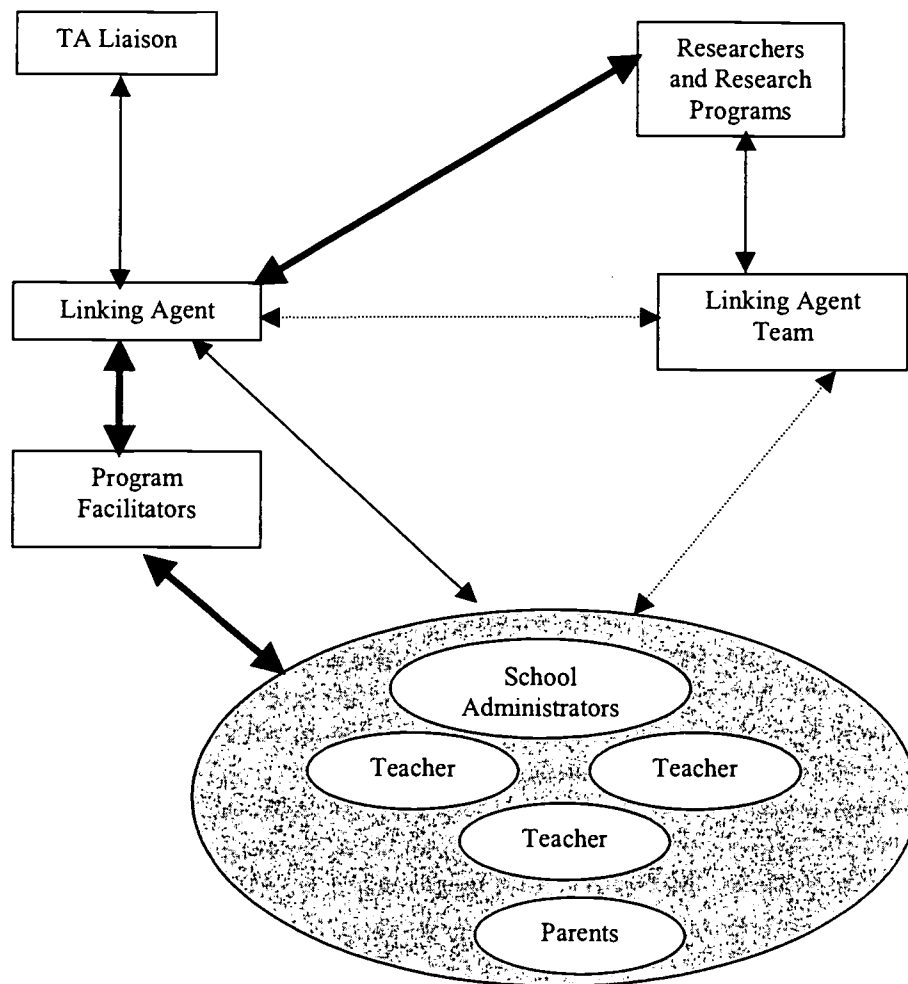 TA Liaison
Researchers
and Research
Programs
Linking Agent
Linking Agent
Team
Program
Facilitators
School
Administrators
Teacher
Teacher
Teacher
Parents